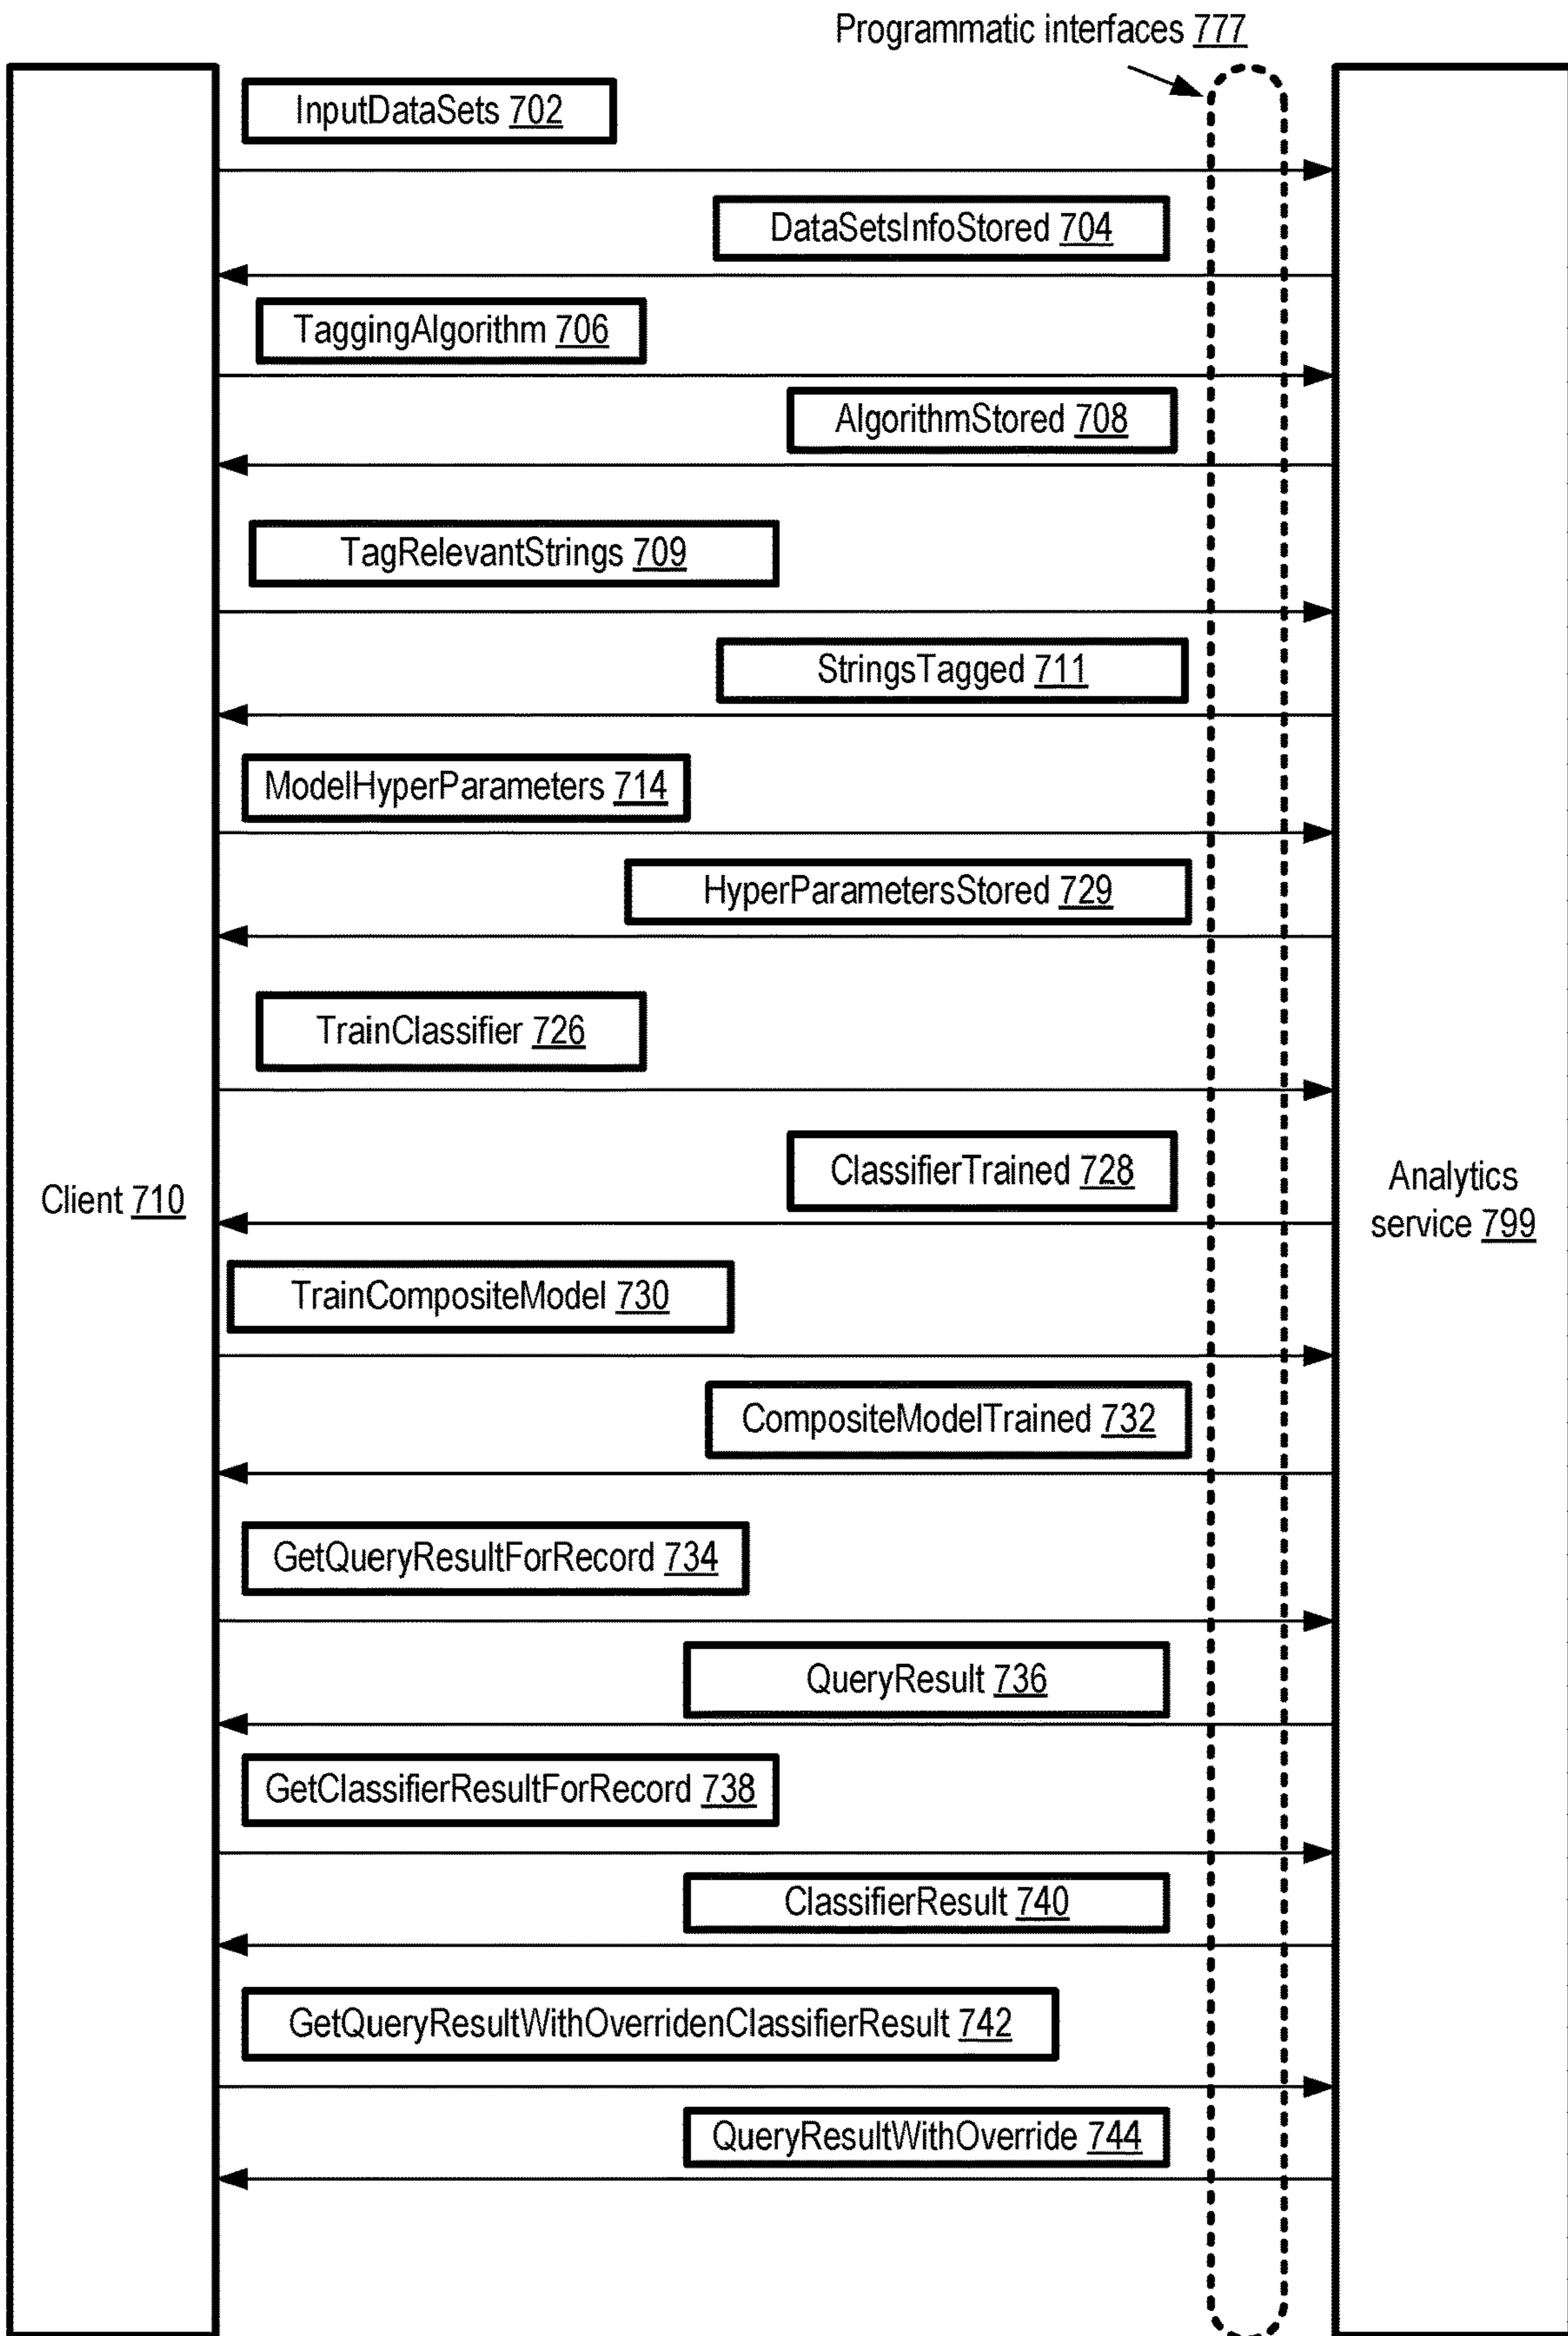 Programmatic interfaces 777
InputDataSets 702
DataSetsInfoStored 704
TaggingAlgorithm 706
AlgorithmStored 708
TagRelevantStrings 709
StringsTagged 711
ModelHyperParameters 714
HyperParametersStored 729
TrainClassifier 726
ClassifierTrained 728
Client 710
Analytics
service 799
TrainCompositeModel 730
CompositeModelTrained 732
GetQueryResultForRecord 734
QueryResult 736
GetClassifierResultForRecord 738
ClassifierResult 740
GetQueryResultWithOverridenClassifierResult 742
QueryResultWithOverride 744